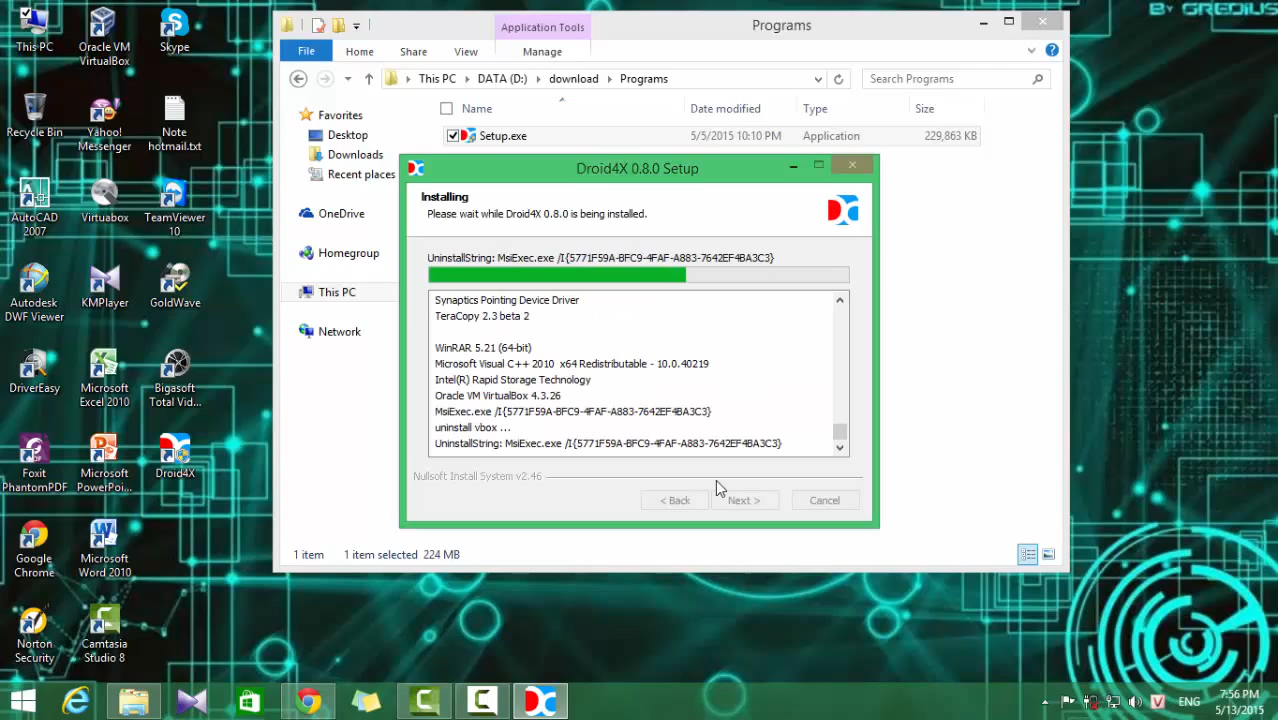 BY GREDIUS
This PC
Oracle VM
VirtualBox
Skype
Recycle Bin
Yahoo!
Messenger
Note
hotmail.txt
AutoCAD
2007
Virtuabox
TeamViewer
10
Autodesk
DWF Viewer
KMPlayer
GoldWave
DriverEasy
Microsoft
Excel 2010
Bigasoft
Total Vid...
Foxit
PhantomPDF
Microsoft
PowerPoi...
Droid4X
Google
Chrome
Microsoft
Word 2010
Norton
Security
Camtasia
Studio 8
Application Tools
Programs
File
Home
Share
View
Manage
This PC
DATA (D:)
download
Programs
Search Programs
Favorites
Desktop
Downloads
Recent places
OneDrive
Homegroup
This PC
Network
Name
Date modified
Type
Size
Setup.exe
5/5/2015 10:10 PM
Application
229,863 KB
Droid4X 0.8.0 Setup
Installing
Please wait while Droid4X 0.8.0 is being installed.
UninstallString: MsiExec.exe /I{5771F59A-BFC9-4FAF-A883-7642EF4BA3C3}
Synaptics Pointing Device Driver
TeraCopy 2.3 beta 2
WinRAR 5.21 (64-bit)
Microsoft Visual C++ 2010  x64 Redistributable - 10.0.40219
Intel(R) Rapid Storage Technology
Oracle VM VirtualBox 4.3.26
MsiExec.exe /I{5771F59A-BFC9-4FAF-A883-7642EF4BA3C3}
uninstall vbox ...
UninstallString: MsiExec.exe /I{5771F59A-BFC9-4FAF-A883-7642EF4BA3C3}
Nullsoft Install System v2.46
< Back
Next >
Cancel
1 item
1 item selected  224 MB
ENG
7:56 PM
5/13/2015